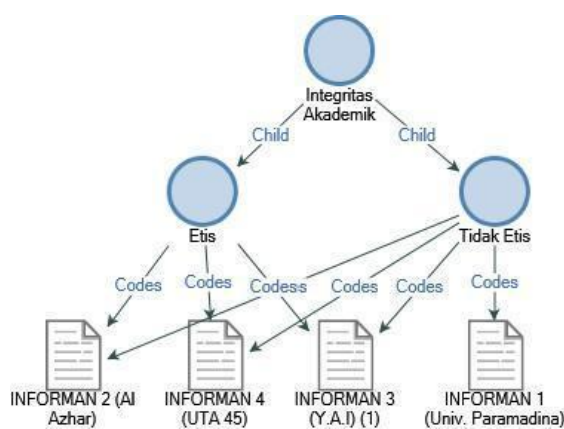 Integritas
Akademik
Child
Child
Etis
Tidak Etis
Codes
Codes
Codes
Codes
Codes
Codes
INFORMAN 2 (Al
Azhar)
INFORMAN 4
(UTA 45)
INFORMAN 3
(Y.A.I) (1)
INFORMAN 1
(Univ. Paramadina)